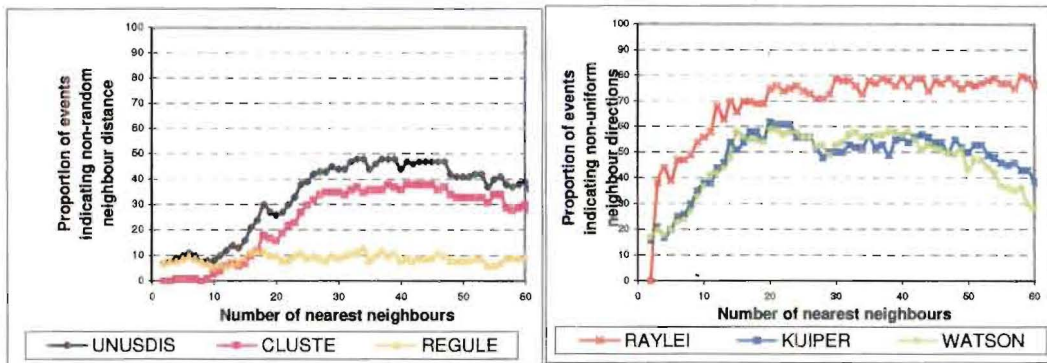 Proportion of events
indicating non-random
neighbour distance
100
90
80
70
60
50
40
30
20
10
0
0 10 20 30 40 50 60
Number of nearest neighbours
UNUSDIS CLUSTE REGULE
Proportion of events
indicating non-uniform
neighbour directions
100
90
80
70
60
50
40
30
20
10
0
0 10 20 30 40 50 60
Number of nearest neighbours
RAYLEI KUIPER WATSON